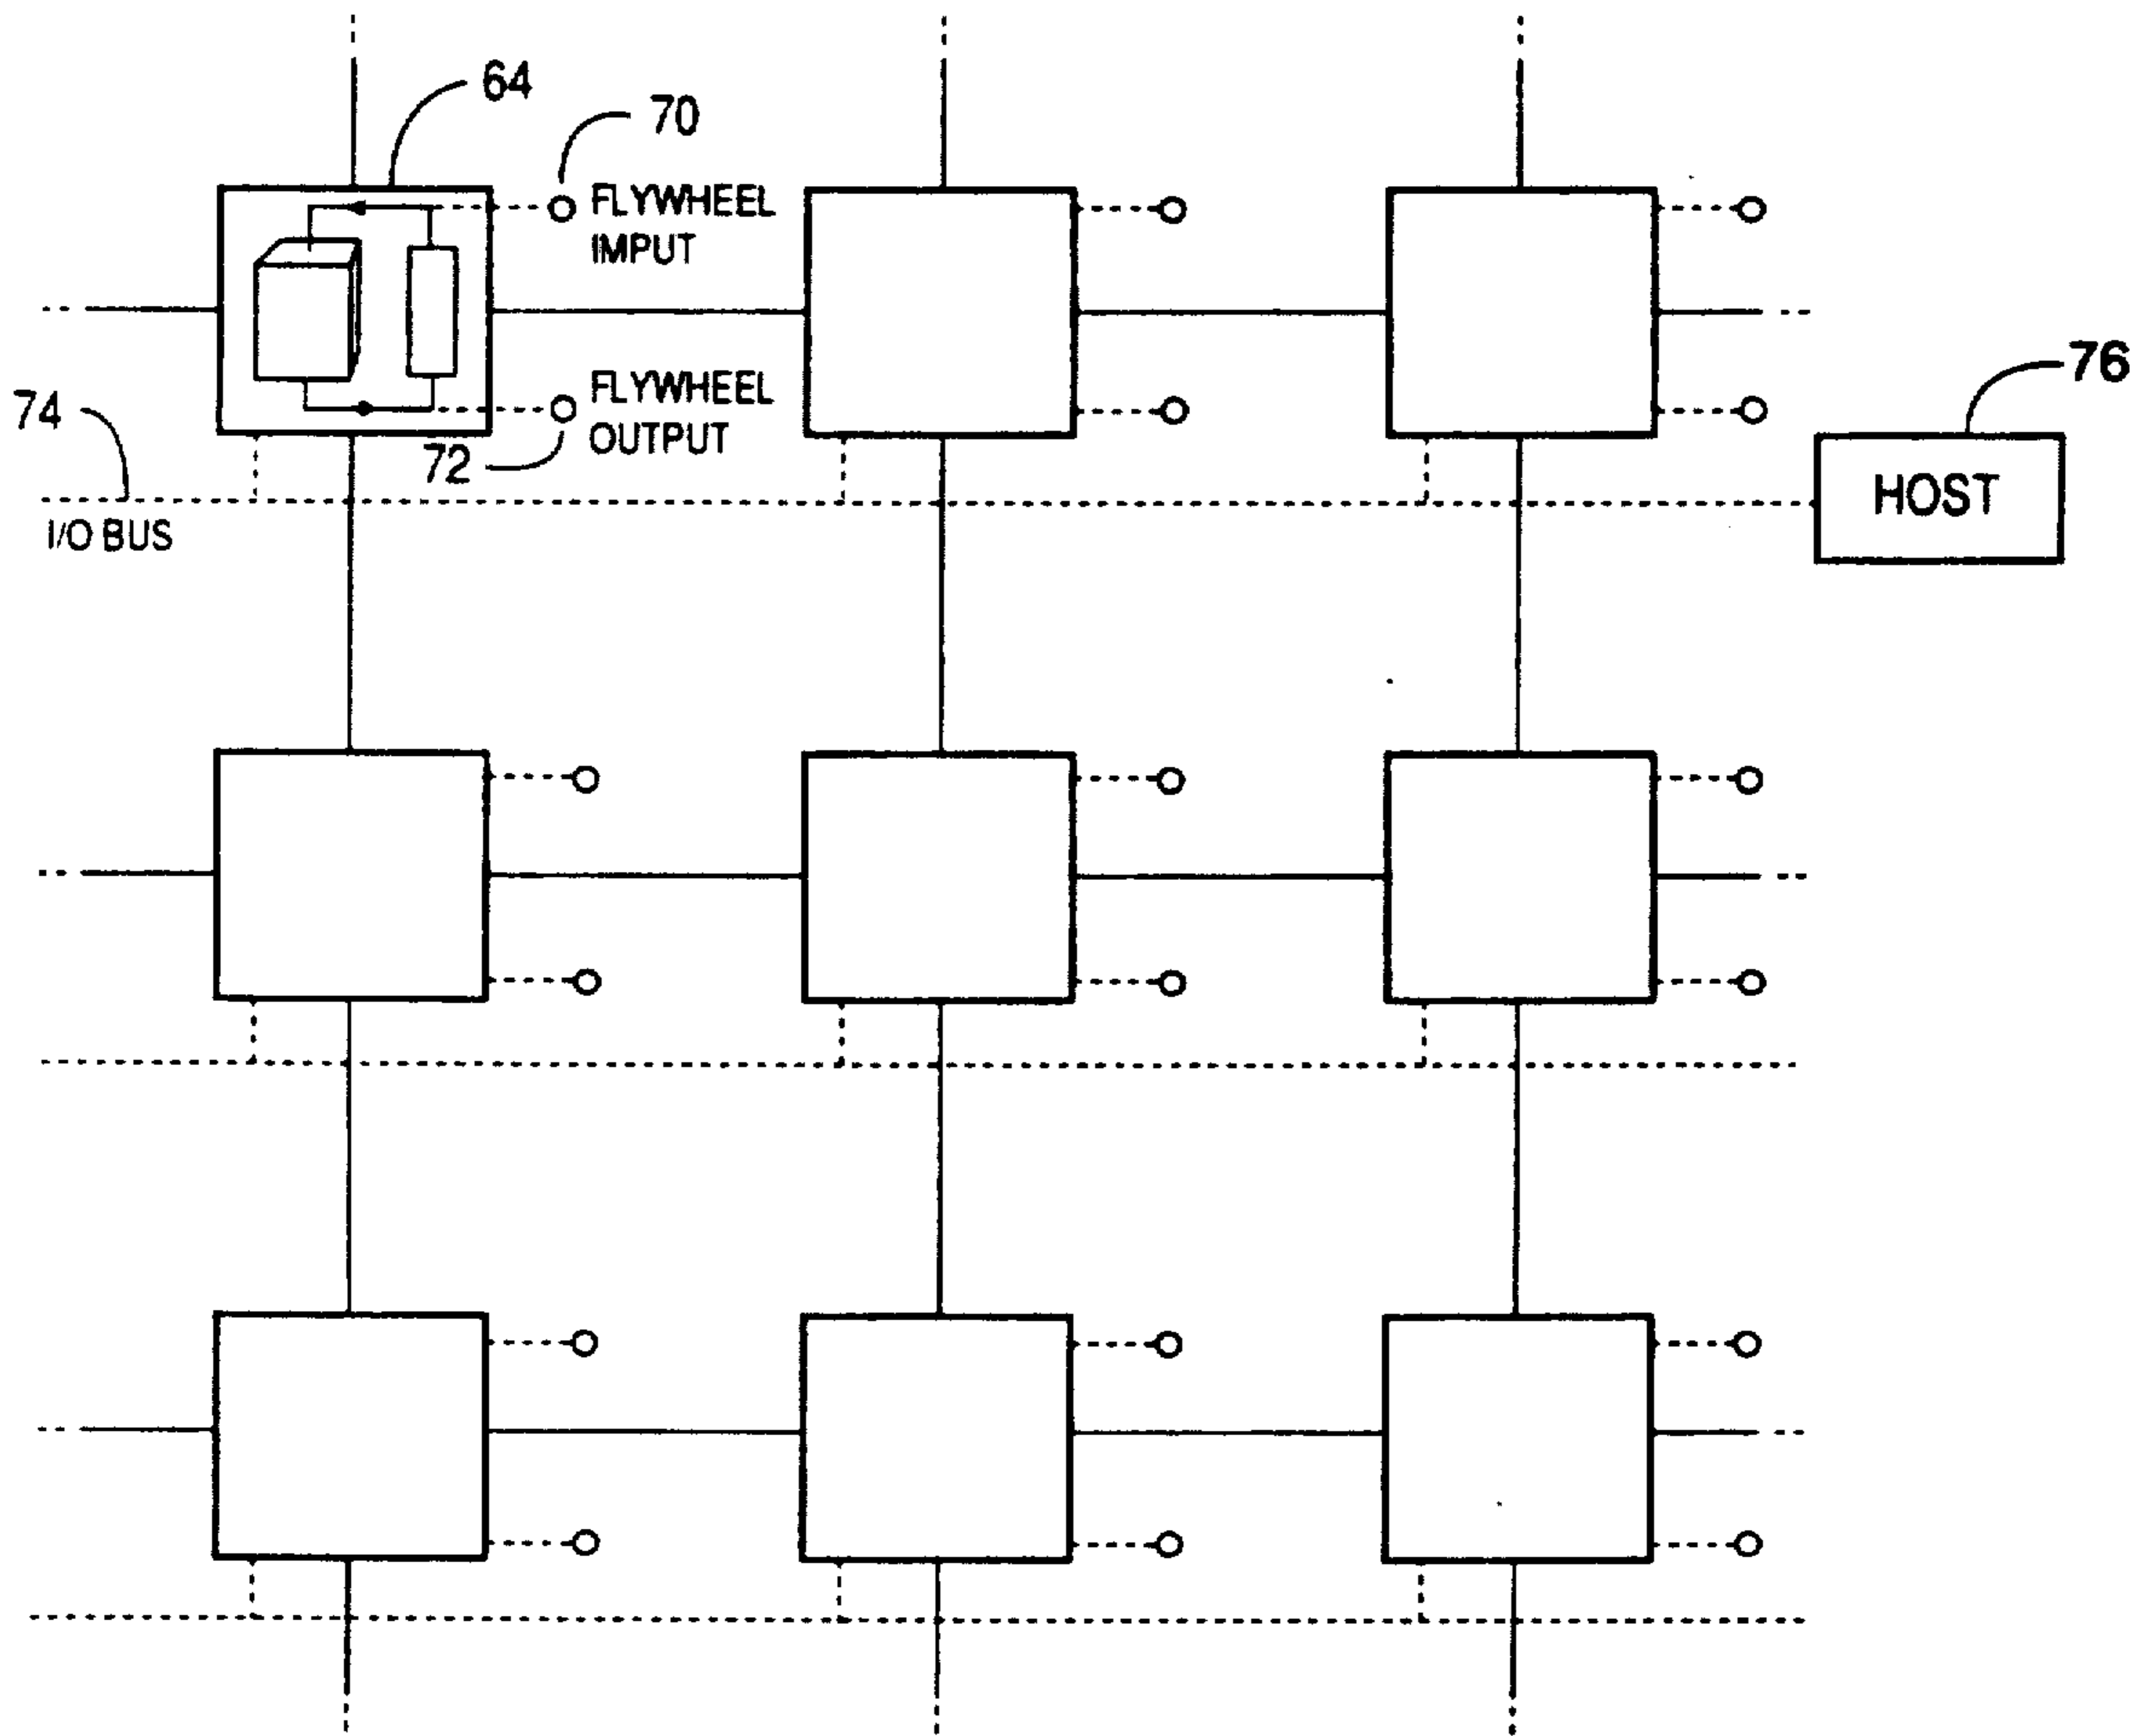 64
70
FLYWHEEL
IMPUT
76
74
FLYWHEEL
OUTPUT
72
HOST
I/O BUS